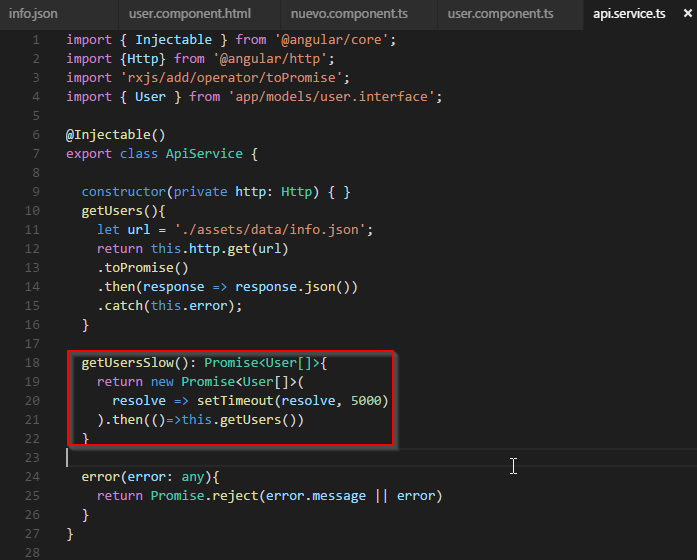 info.json user.component.html nuevo.component.ts user.component.ts api.service.ts ×
1 import { Injectable } from '@angular/core';
2 import {Http} from '@angular/http';
3 import 'rxjs/add/operator/toPromise';
4 import { User } from 'app/models/user.interface';
5
6 @Injectable()
7 export class ApiService {
8
9   constructor(private http: Http) { }
10   getUsers(){
11     let url = './assets/data/info.json';
12     return this.http.get(url)
13     .toPromise()
14     .then(response => response.json())
15     .catch(this.error);
16   }
17
18   getUsersSlow(): Promise<User[]>{
19     return new Promise<User[]>(
20       resolve => setTimeout(resolve, 5000)
21     ).then(()=>this.getUsers())
22   }
23
24   error(error: any){
25     return Promise.reject(error.message || error)
26   }
27 }
28